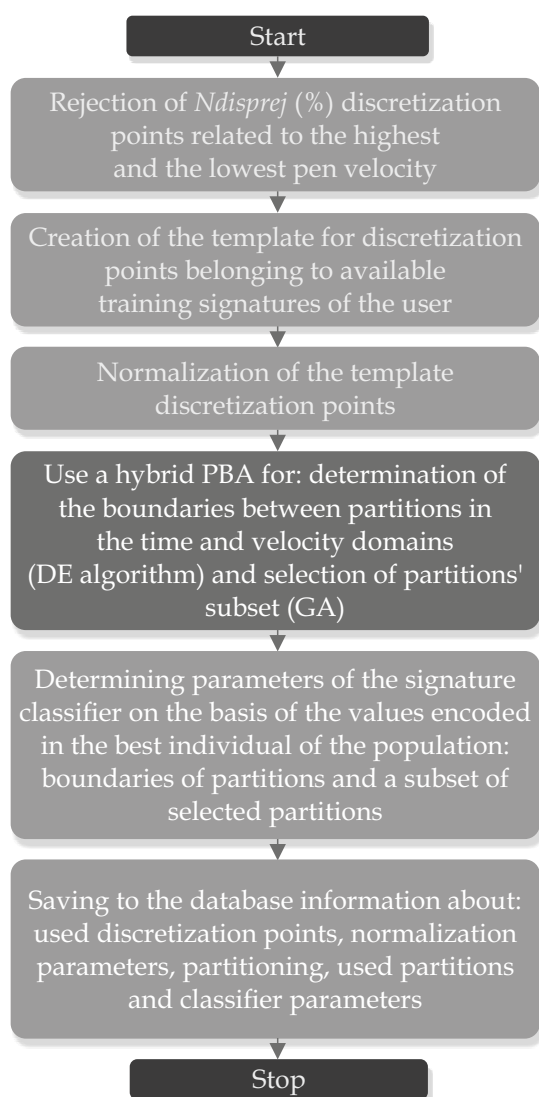 Start
Rejection of Ndisprej (%) discretization
points related to the highest
and the lowest pen velocity
Creation of the template for discretization
points belonging to available
training signatures of the user
Normalization of the template
discretization points
Use a hybrid PBA for: determination of
the boundaries between partitions in
the time and velocity domains
(DE algorithm) and selection of partitions'
subset (GA)
Determining parameters of the signature
classifier on the basis of the values encoded
in the best individual of the population:
boundaries of partitions and a subset of
selected partitions
Saving to the database information about:
used discretization points, normalization
parameters, partitioning, used partitions
and classifier parameters
Stop